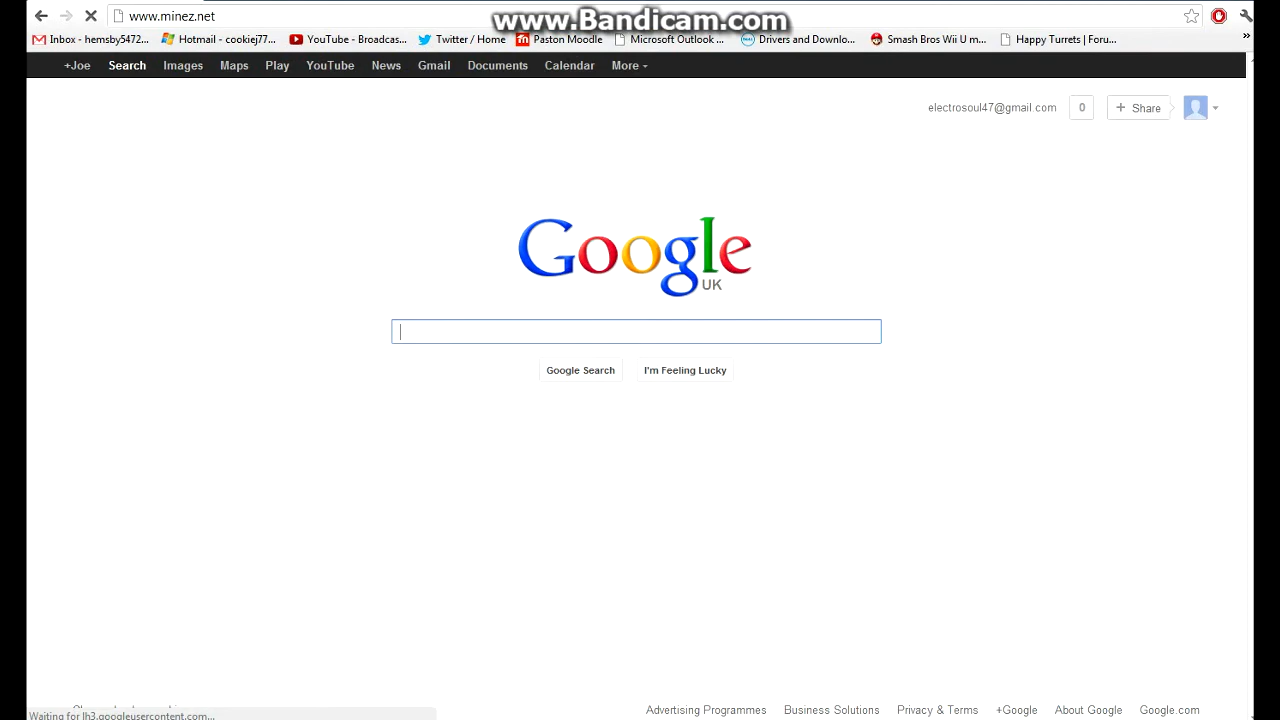 www.minez.net
www.Bandicam.com
Inbox - hemsby5472... Hotmail - cookiej77... YouTube - Broadcas... Twitter / Home Paston Moodle Microsoft Outlook ... Drivers and Downlo... Smash Bros Wii U m... Happy Turrets | Foru... »
+Joe Search Images Maps Play YouTube News Gmail Documents Calendar More
electrosoul47@gmail.com 0 + Share
Google
UK
Google Search I'm Feeling Lucky
Advertising Programmes Business Solutions Privacy & Terms +Google About Google Google.com
Waiting for lh3.googleusercontent.com...